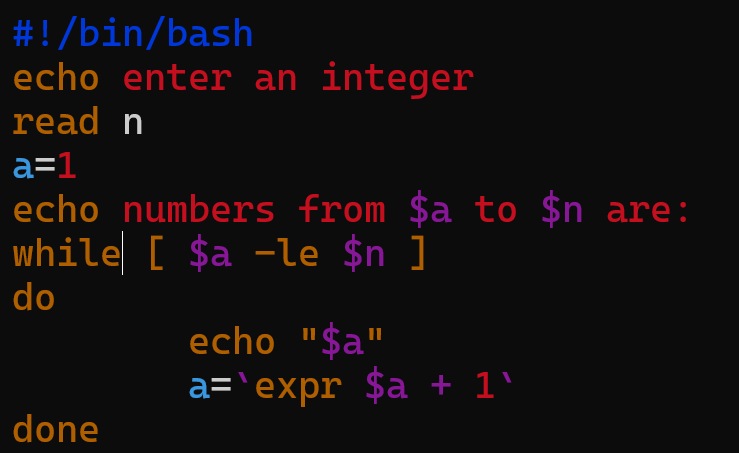 #!/bin/bash
echo enter an integer
read n
a=1
echo numbers from $a to $n are:
while [ $a -le $n ]
do
        echo "$a"
        a=`expr $a + 1`
done